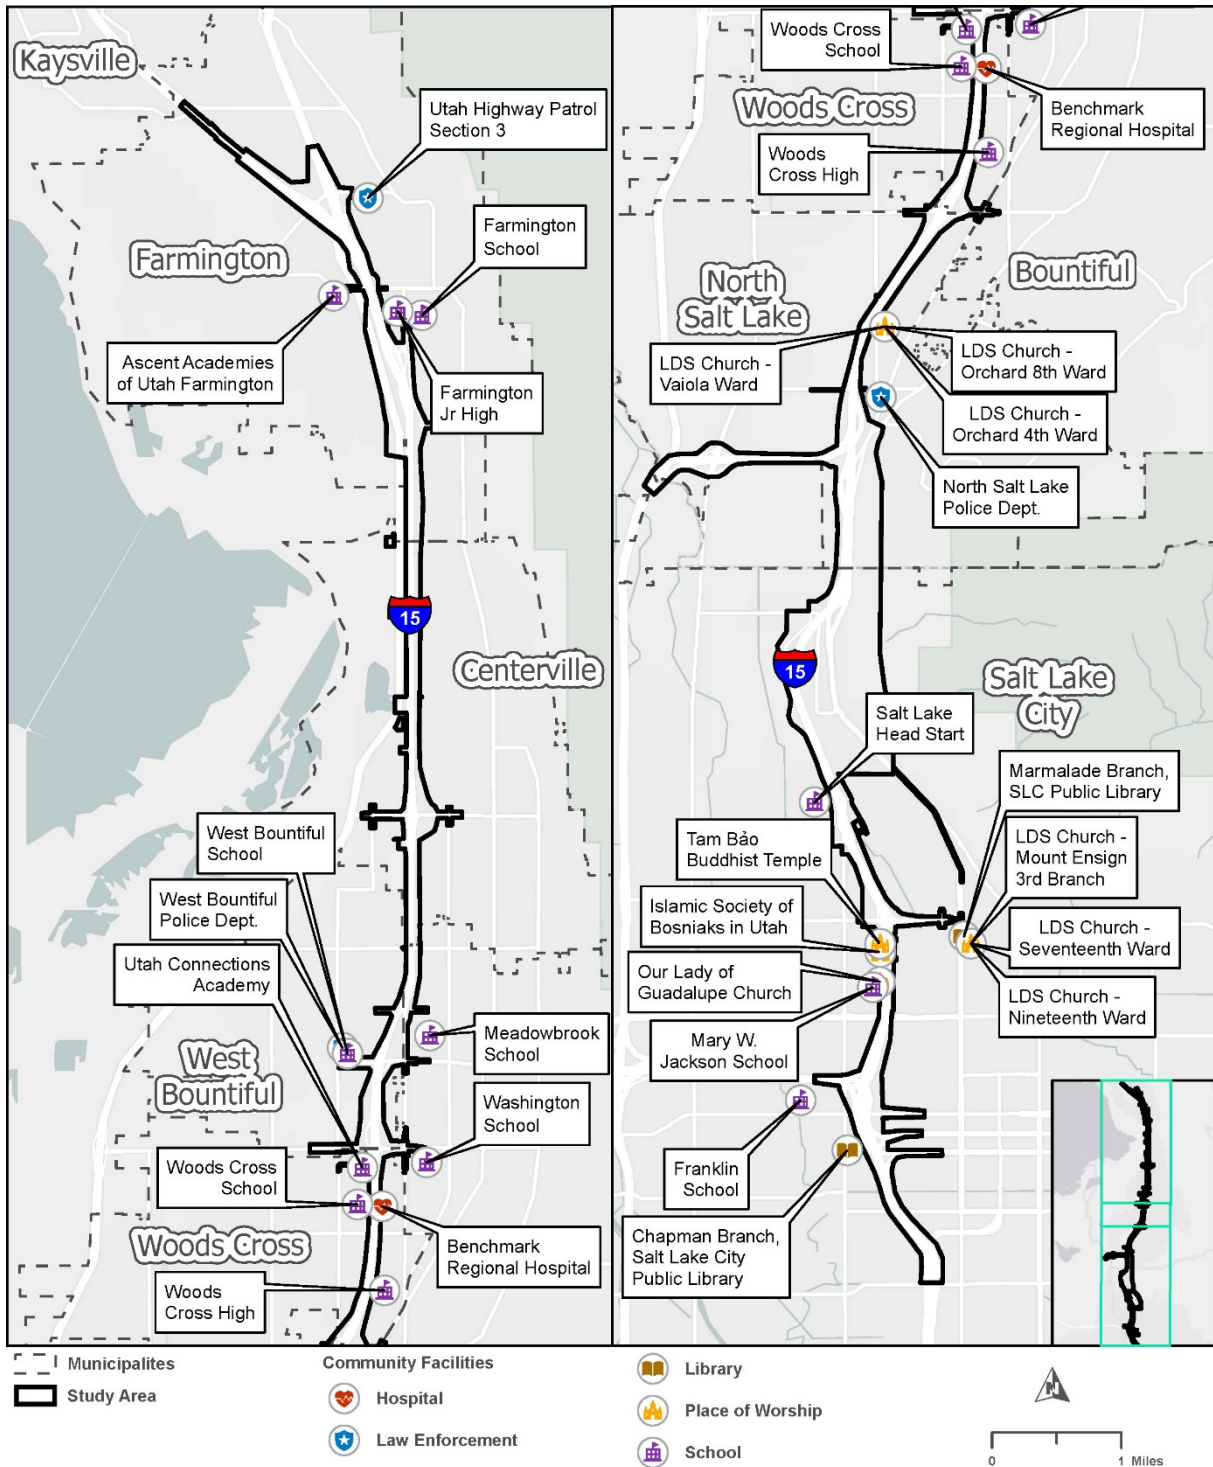 Kaysville
Utah Highway Patrol
Section 3
Farmington
School
Farmington
Ascent Academies
of Utah Farmington
Farmington
Jr High
15
Centerville
West Bountiful
School
West Bountiful
Police Dept.
Utah Connections
Academy
Meadowbrook
School
West
Bountiful
Washington
School
Woods Cross
School
Woods Cross
Benchmark
Regional Hospital
Woods
Cross High
Woods Cross
School
Woods Cross
Benchmark
Regional Hospital
Woods
Cross High
North
Salt Lake
Bountiful
LDS Church -
Vaiola Ward
LDS Church -
Orchard 8th Ward
LDS Church -
Orchard 4th Ward
North Salt Lake
Police Dept.
15
Salt Lake
City
Salt Lake
Head Start
Marmalade Branch,
SLC Public Library
Tam Bảo
Buddhist Temple
LDS Church -
Mount Ensign
3rd Branch
Islamic Society of
Bosniaks in Utah
LDS Church -
Seventeenth Ward
Our Lady of
Guadalupe Church
LDS Church -
Nineteenth Ward
Mary W.
Jackson School
Franklin
School
Chapman Branch,
Salt Lake City
Public Library
Municipalites
Study Area
Community Facilities
Hospital
Law Enforcement
Library
Place of Worship
School
N
0 1 Miles